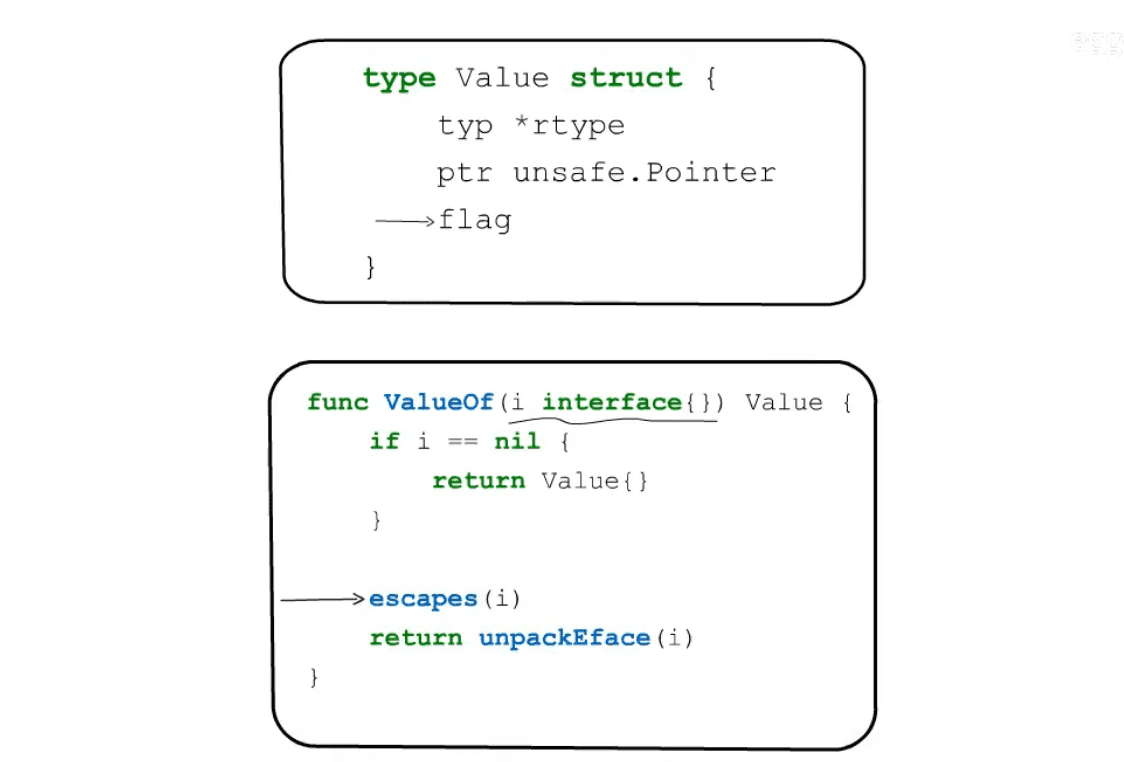 egg
type Value struct {
typ *rtype
ptr unsafe.Pointer
flag
}
func ValueOf(i interface{}) Value {
if i == nil {
return Value{}
}
escapes(i)
return unpackEface(i)
}